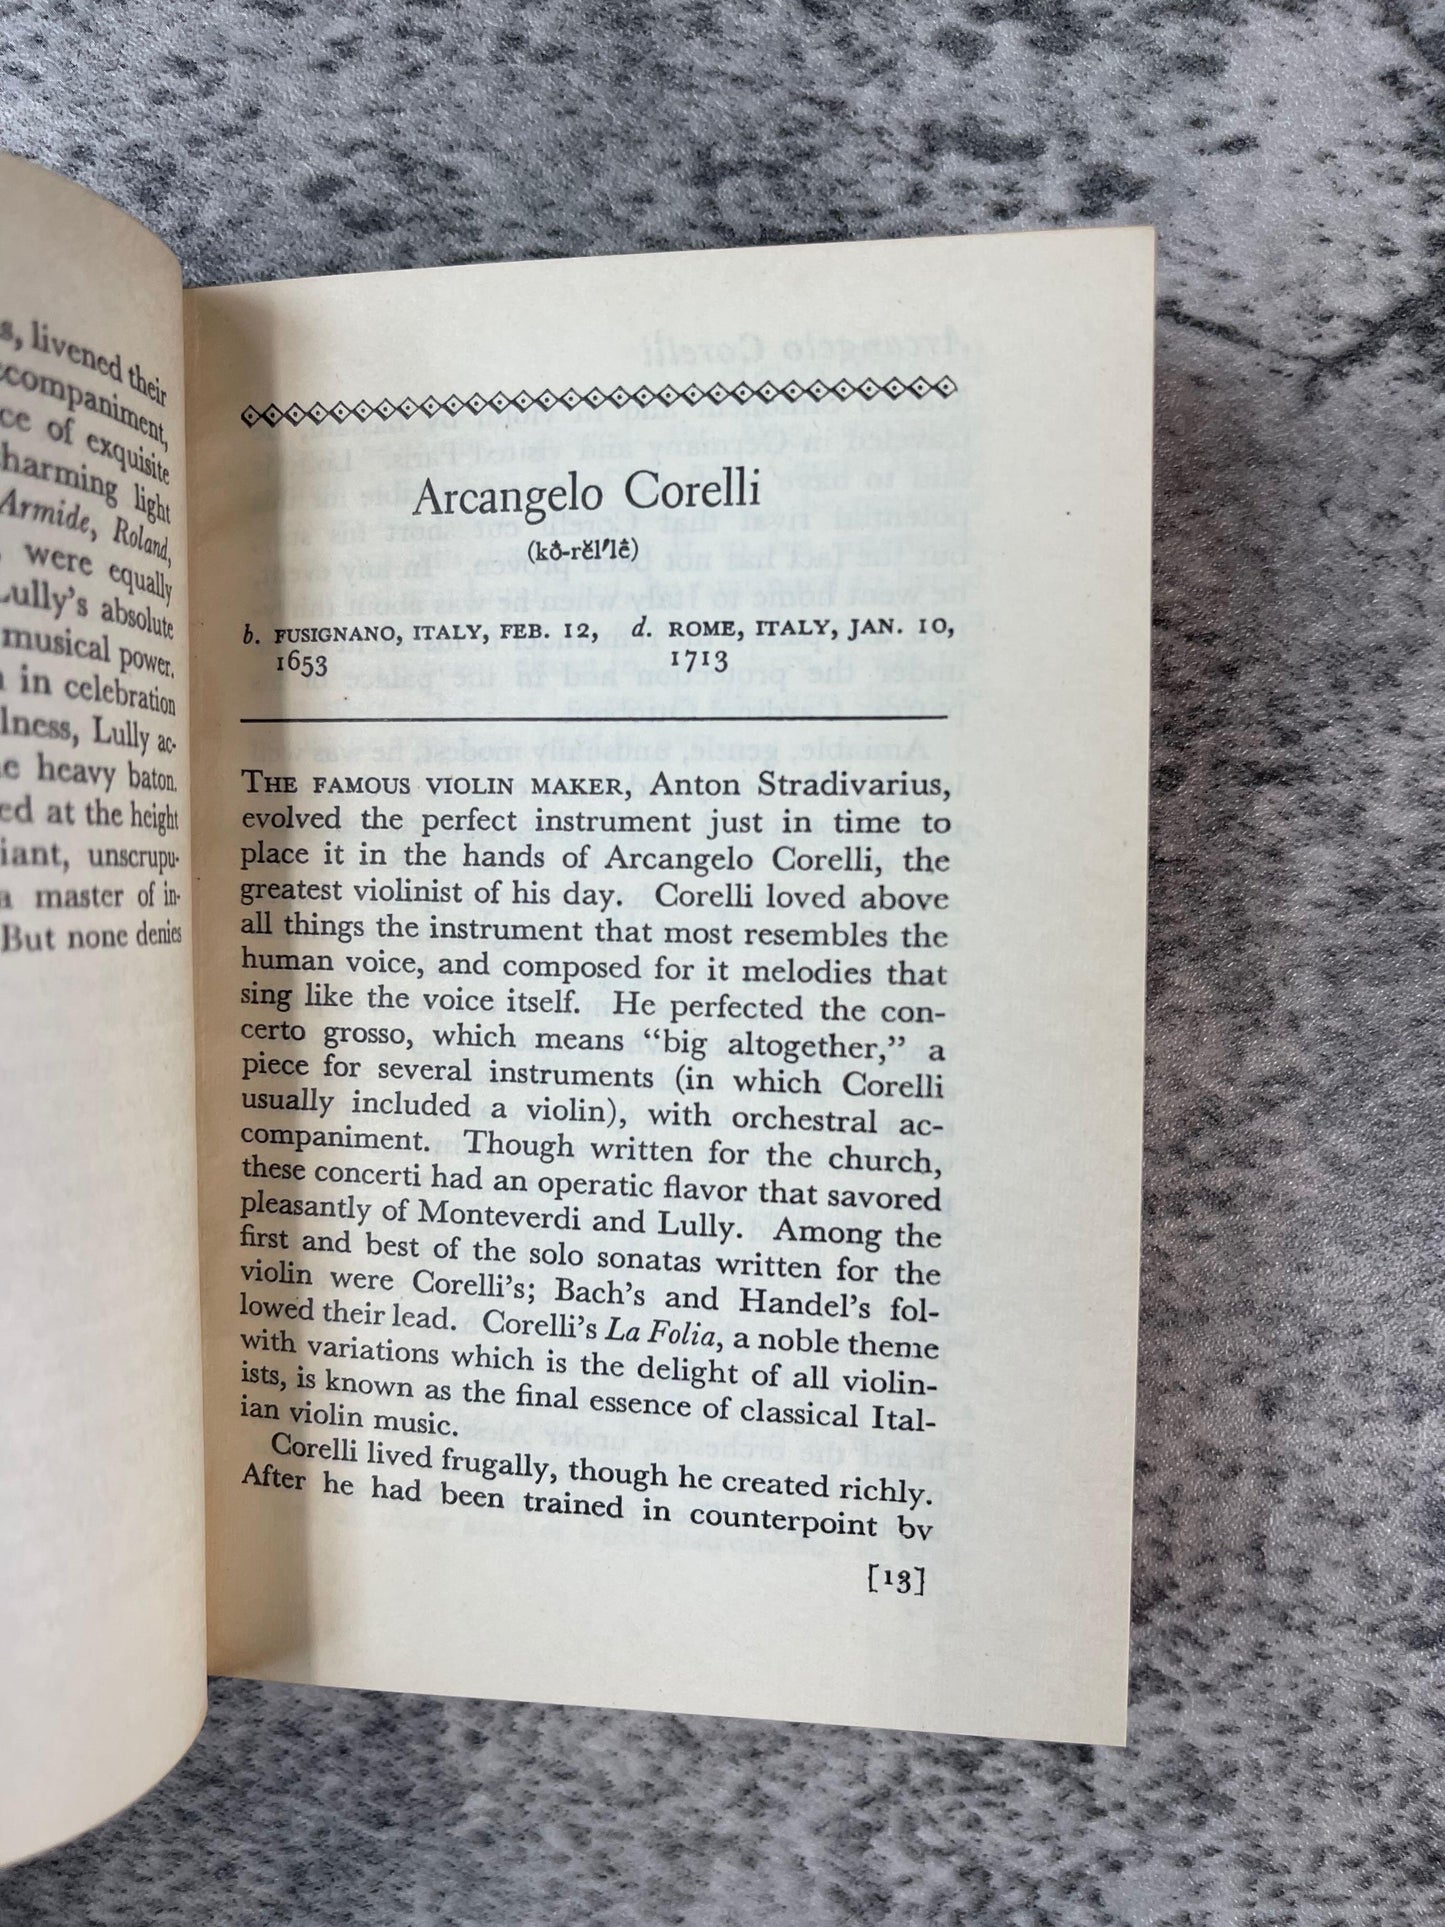 s, livened their
ccompaniment,
ce of exquisite
harming light
Armide, Roland,
, were equally
Lully's absolute
musical power.
n in celebration
lness, Lully ac-
e heavy baton.
ed at the height
iant, unscrupu-
a master of in-
But none denies
Arcangelo Corelli
(kô-rĕl′lê)
b. FUSIGNANO, ITALY, FEB. 12,
1653
d. ROME, ITALY, JAN. 10,
1713
THE FAMOUS VIOLIN MAKER, Anton Stradivarius,
evolved the perfect instrument just in time to
place it in the hands of Arcangelo Corelli, the
greatest violinist of his day. Corelli loved above
all things the instrument that most resembles the
human voice, and composed for it melodies that
sing like the voice itself. He perfected the con-
certo grosso, which means "big altogether," a
piece for several instruments (in which Corelli
usually included a violin), with orchestral ac-
companiment. Though written for the church,
these concerti had an operatic flavor that savored
pleasantly of Monteverdi and Lully. Among the
first and best of the solo sonatas written for the
violin were Corelli's; Bach's and Handel's fol-
lowed their lead. Corelli's La Folia, a noble theme
with variations which is the delight of all violin-
ists, is known as the final essence of classical Ital-
ian violin music.
Corelli lived frugally, though he created richly.
After he had been trained in counterpoint by
[13]